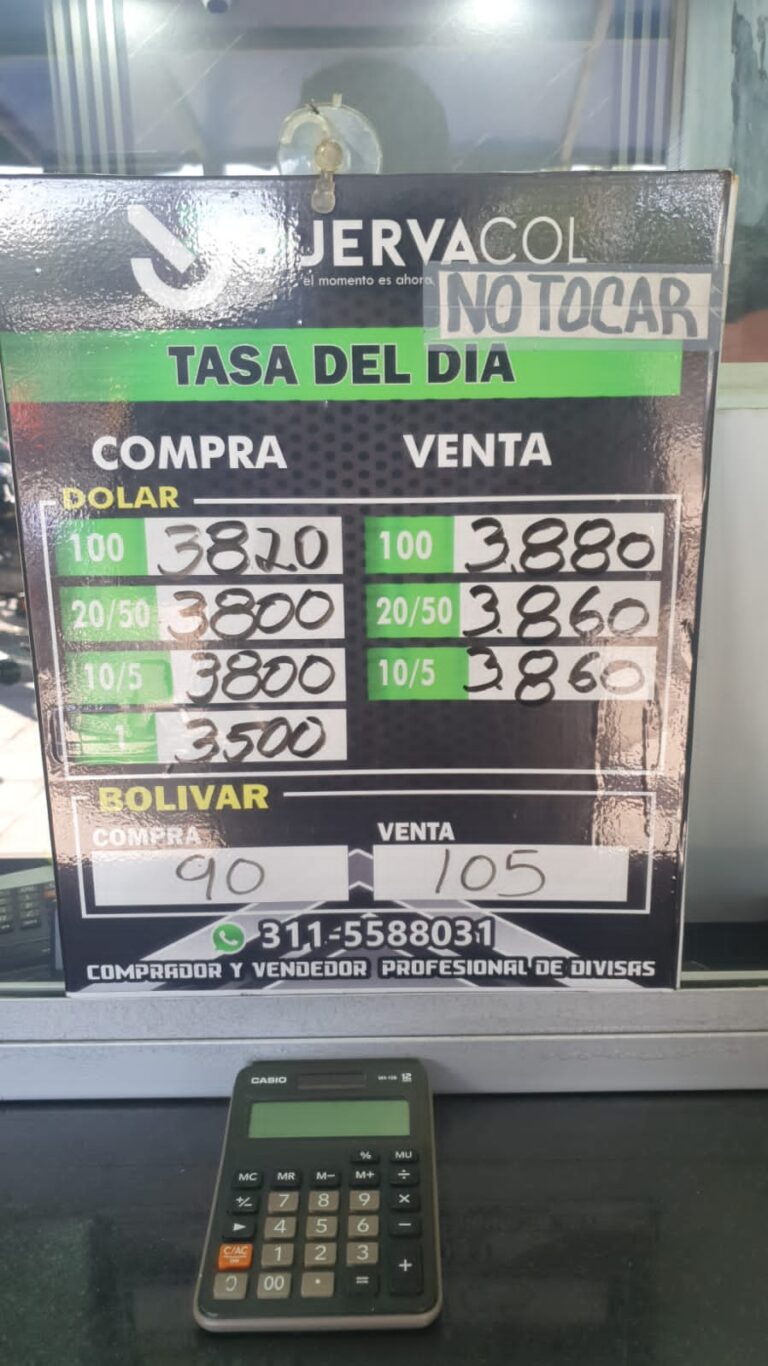 JERVACOL
el momento es ahora
NO TOCAR
TASA DEL DIA
COMPRA VENTA
DOLAR
100 3820 100 3.880
20/50 3800 20/50 3.860
10/5 3800 10/5 3.860
1 3500
BOLIVAR
COMPRA VENTA
90 105
311-5588031
COMPRADOR Y VENDEDOR PROFESIONAL DE DIVISAS
CASIO 12
% MU
MC MR M- M+ ÷
+/- 7 8 9 ×
▶ 4 5 6 -
C/AC 1 2 3 +
0 00 . =